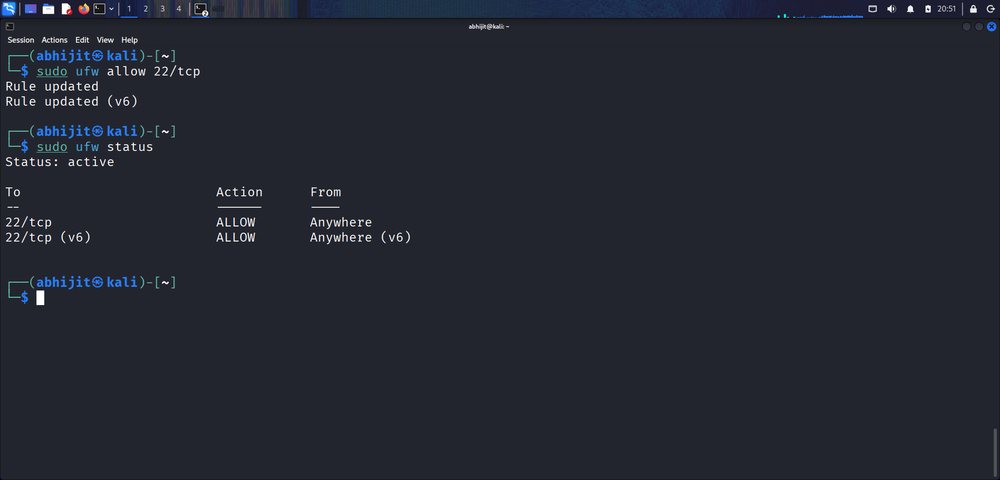 1 2 3 4 2 20:51
abhijit@kali: ~
Session Actions Edit View Help
┌──(abhijit㉿kali)-[~]
└─$ sudo ufw allow 22/tcp
Rule updated
Rule updated (v6)
┌──(abhijit㉿kali)-[~]
└─$ sudo ufw status
Status: active
To Action From
-- ------ ----
22/tcp ALLOW Anywhere
22/tcp (v6) ALLOW Anywhere (v6)
┌──(abhijit㉿kali)-[~]
└─$